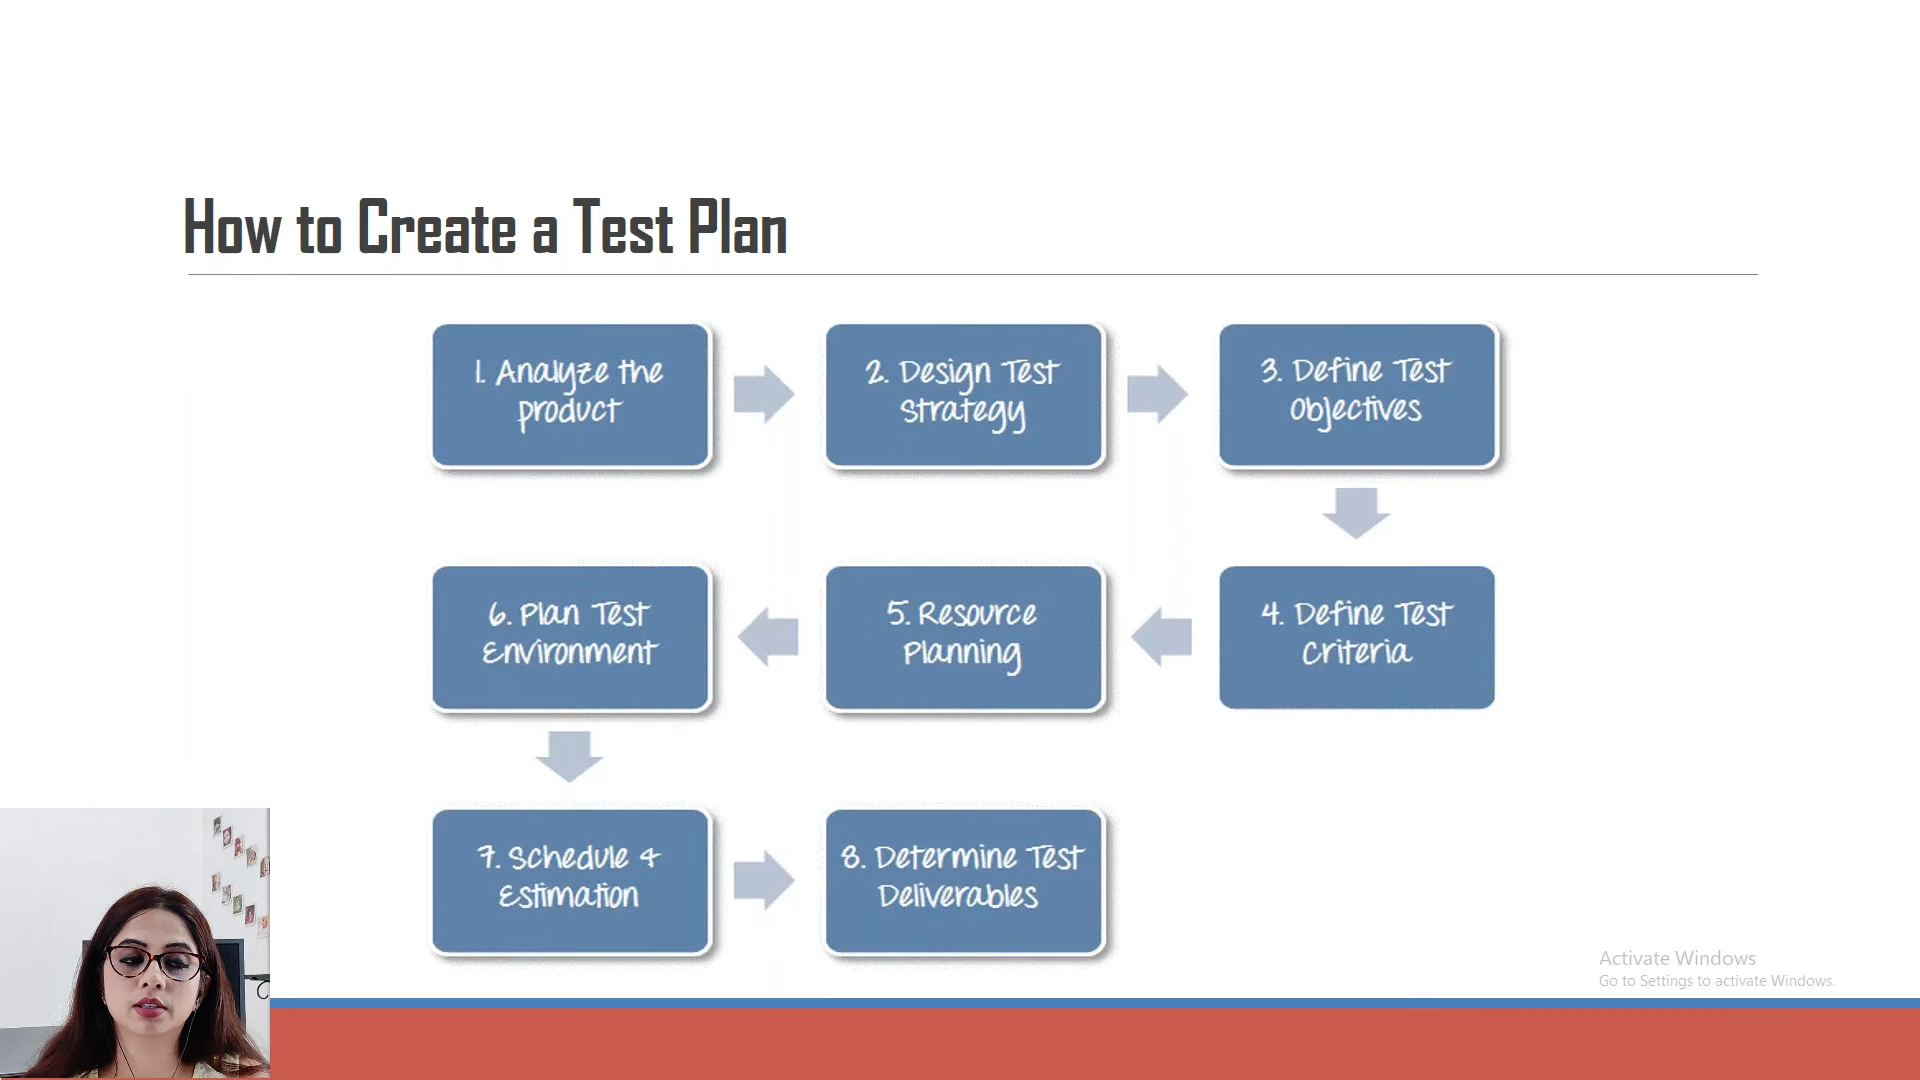 How to Create a Test Plan
1. Analyze the
product
2. Design Test
Strategy
3. Define Test
Objectives
4. Define Test
Criteria
5. Resource
Planning
6. Plan Test
Environment
7. Schedule &
Estimation
8. Determine Test
Deliverables
Activate Windows
Go to Settings to activate Windows.